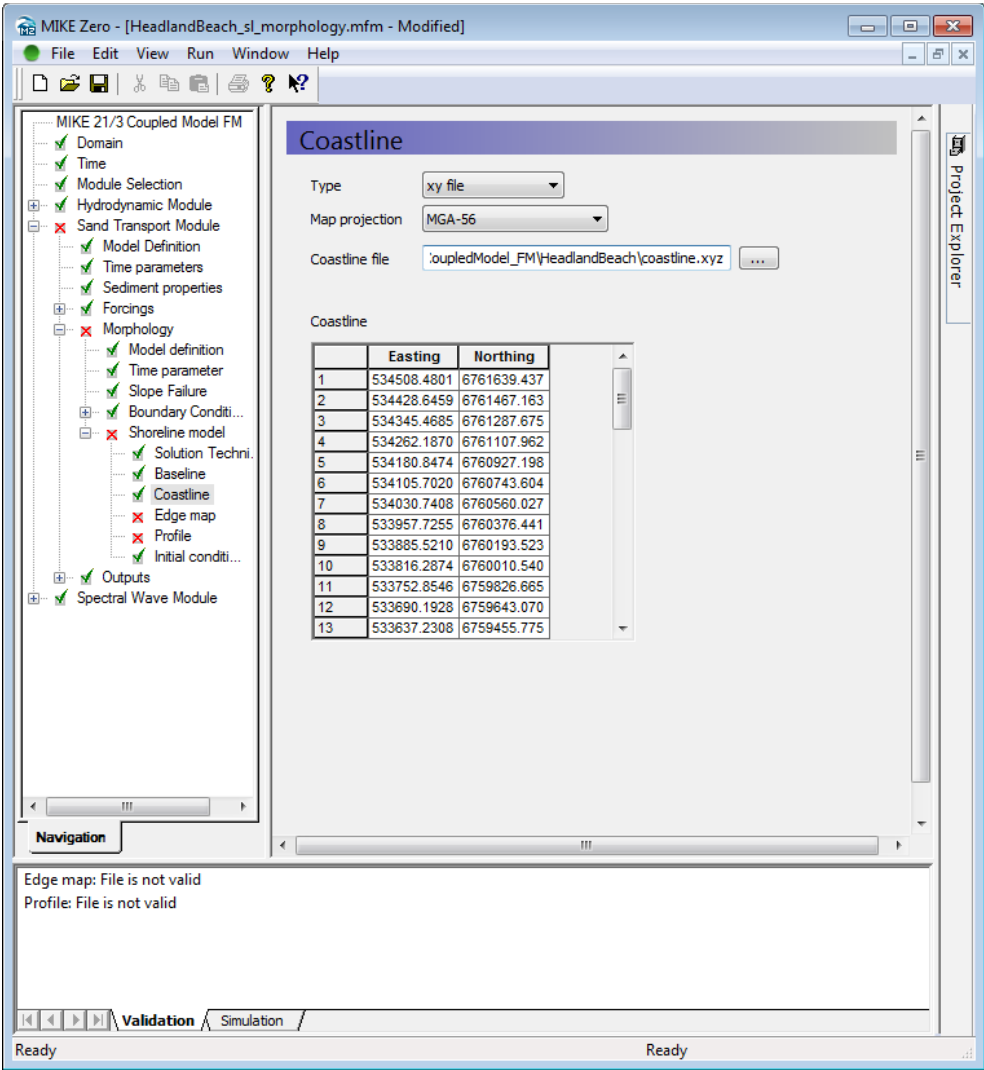 MIKE Zero - [HeadlandBeach_sl_morphology.mfm - Modified]
File Edit View Run Window Help
MIKE 21/3 Coupled Model FM
Domain
Time
Module Selection
Hydrodynamic Module
Sand Transport Module
Model Definition
Time parameters
Sediment properties
Forcings
Morphology
Model definition
Time parameter
Slope Failure
Boundary Conditi...
Shoreline model
Solution Techni.
Baseline
Coastline
Edge map
Profile
Initial conditi...
Outputs
Spectral Wave Module
Navigation
Coastline
Type xy file
Map projection MGA-56
Coastline file :oupledModel_FM\HeadlandBeach\coastline.xyz ...
Coastline
Easting Northing
1 534508.4801 6761639.437
2 534428.6459 6761467.163
3 534345.4685 6761287.675
4 534262.1870 6761107.962
5 534180.8474 6760927.198
6 534105.7020 6760743.604
7 534030.7408 6760560.027
8 533957.7255 6760376.441
9 533885.5210 6760193.523
10 533816.2874 6760010.540
11 533752.8546 6759826.665
12 533690.1928 6759643.070
13 533637.2308 6759455.775
Project Explorer
Edge map: File is not valid
Profile: File is not valid
Validation Simulation
Ready Ready